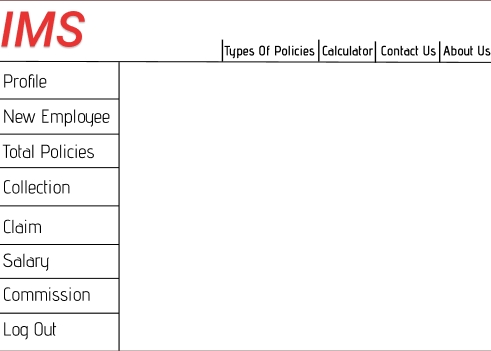 IMS
Types Of Policies
Calculator
Contact Us
About Us
Profile
New Employee
Total Policies
Collection
Claim
Salary
Commission
Log Out